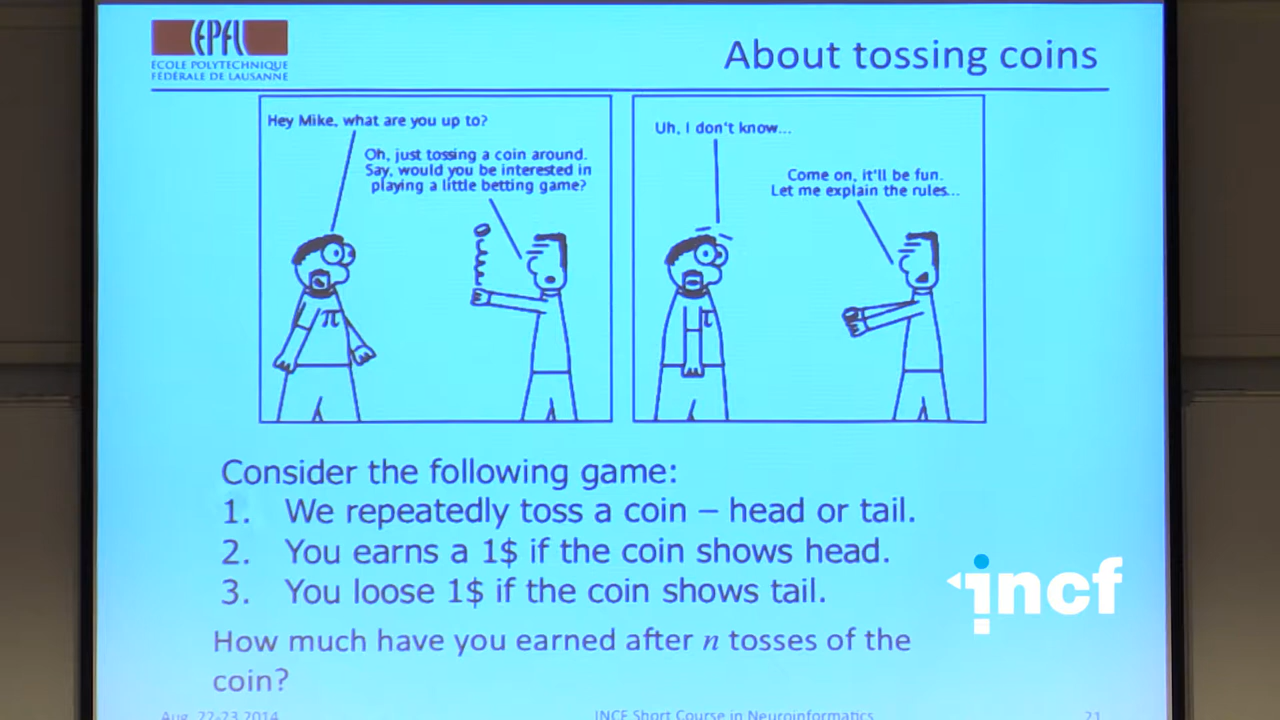 EPFL
ÉCOLE POLYTECHNIQUE
FÉDÉRALE DE LAUSANNE
About tossing coins
Hey Mike, what are you up to?
Oh, just tossing a coin around.
Say, would you be interested in
playing a little betting game?
π
Uh, I don't know...
Come on, it'll be fun.
Let me explain the rules...
π
Consider the following game:
1. We repeatedly toss a coin – head or tail.
2. You earns a 1$ if the coin shows head.
3. You loose 1$ if the coin shows tail.
How much have you earned after n tosses of the
coin?
incf
Aug, 22-23 2014
INCF Short Course in Neuroinformatics
21